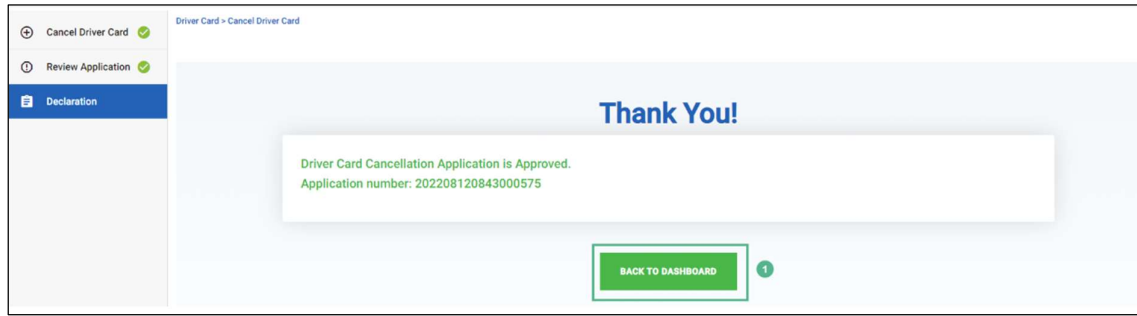 Cancel Driver Card
Review Application
Declaration
Driver Card > Cancel Driver Card
Thank You!
Driver Card Cancellation Application is Approved.
Application number: 202208120843000575
BACK TO DASHBOARD
1